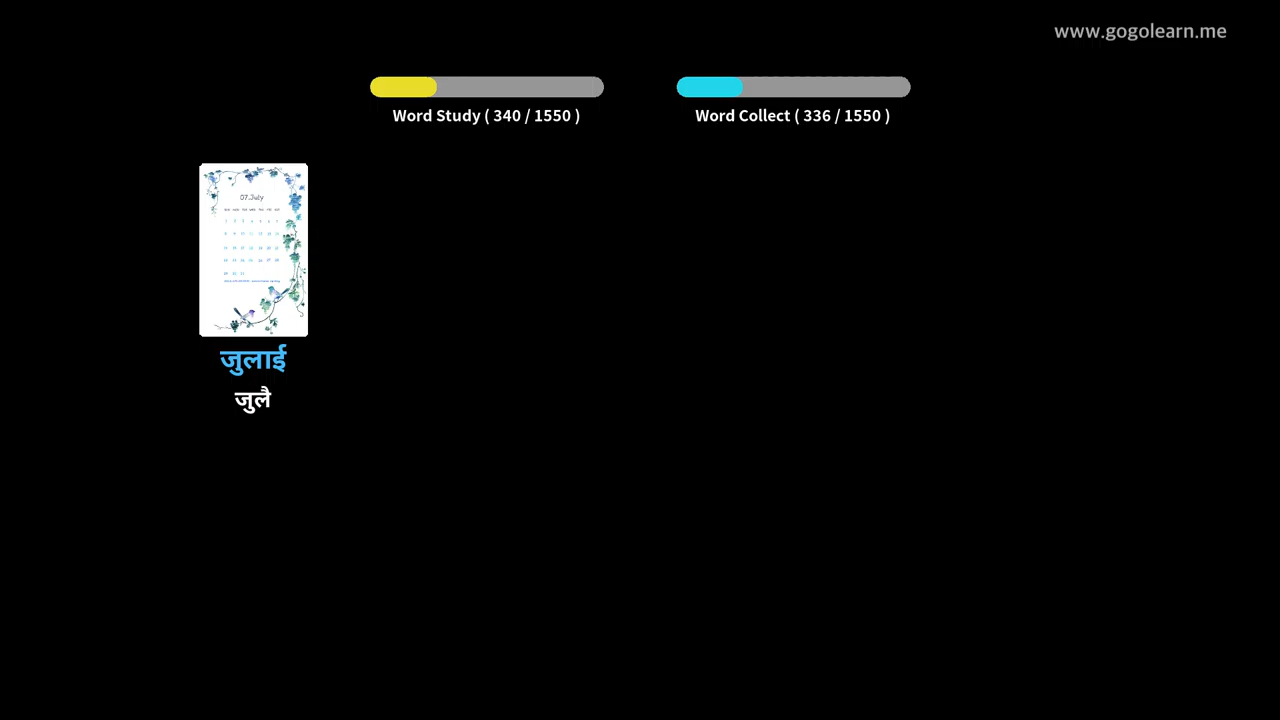 www.gogolearn.me
Word Study ( 340 / 1550 )
Word Collect ( 336 / 1550 )
07.July
जुलाई
जुलै